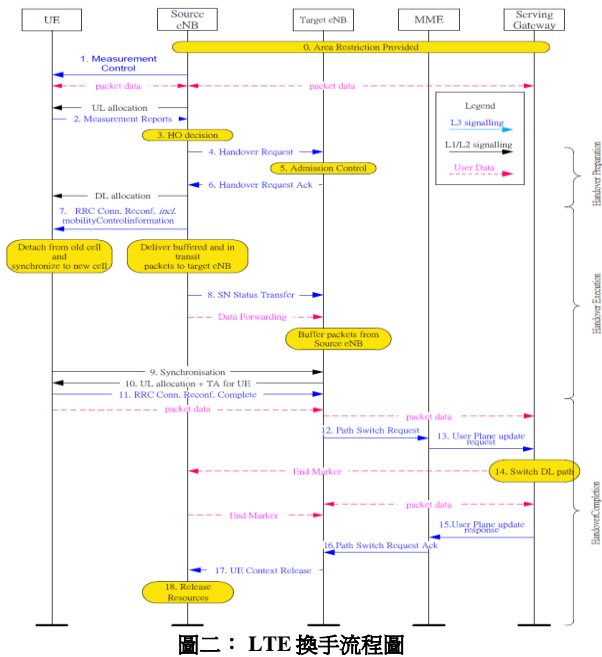 UE
Source
eNB
Target eNB
MME
Serving
Gateway
0. Area Restriction Provided
1. Measurement
Control
packet data
packet data
UL allocation
2. Measurement Reports
3. HO decision
4. Handover Request
5. Admission Control
6. Handover Request Ack
DL allocation
7. RRC Conn. Reconf. incl.
mobilityControlinformation
Detach from old cell
and
synchronize to new cell
Deliver buffered and in
transit
packets to target eNB
8. SN Status Transfer
Data Forwarding
Buffer packets from
Source eNB
9. Synchronisation
10. UL allocation + TA for UE
11. RRC Conn. Reconf. Complete
packet data
packet data
12. Path Switch Request
13. User Plane update
request
End Marker
14. Switch DL path
packet data
End Marker
15.User Plane update
response
16.Path Switch Request Ack
17. UE Context Release
18. Release
Resources
Legend
L3 signalling
L1/L2 signalling
User Data
Handover Preparation
Handover Execution
HandoverCompletion
圖二： LTE 換手流程圖